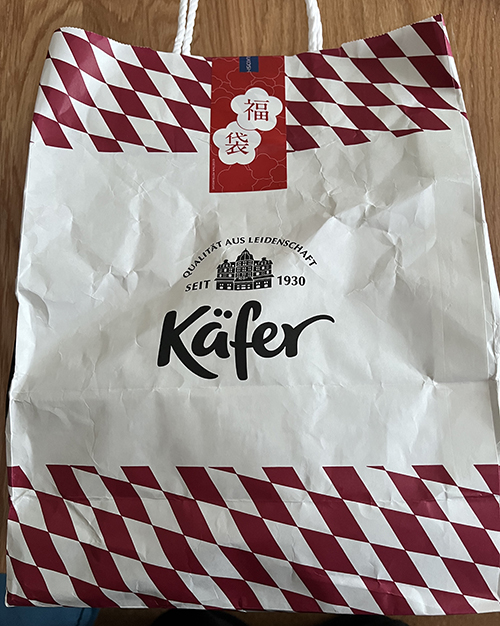 福
袋
QUALITÄT AUS LEIDENSCHAFT
SEIT 1930
Käfer